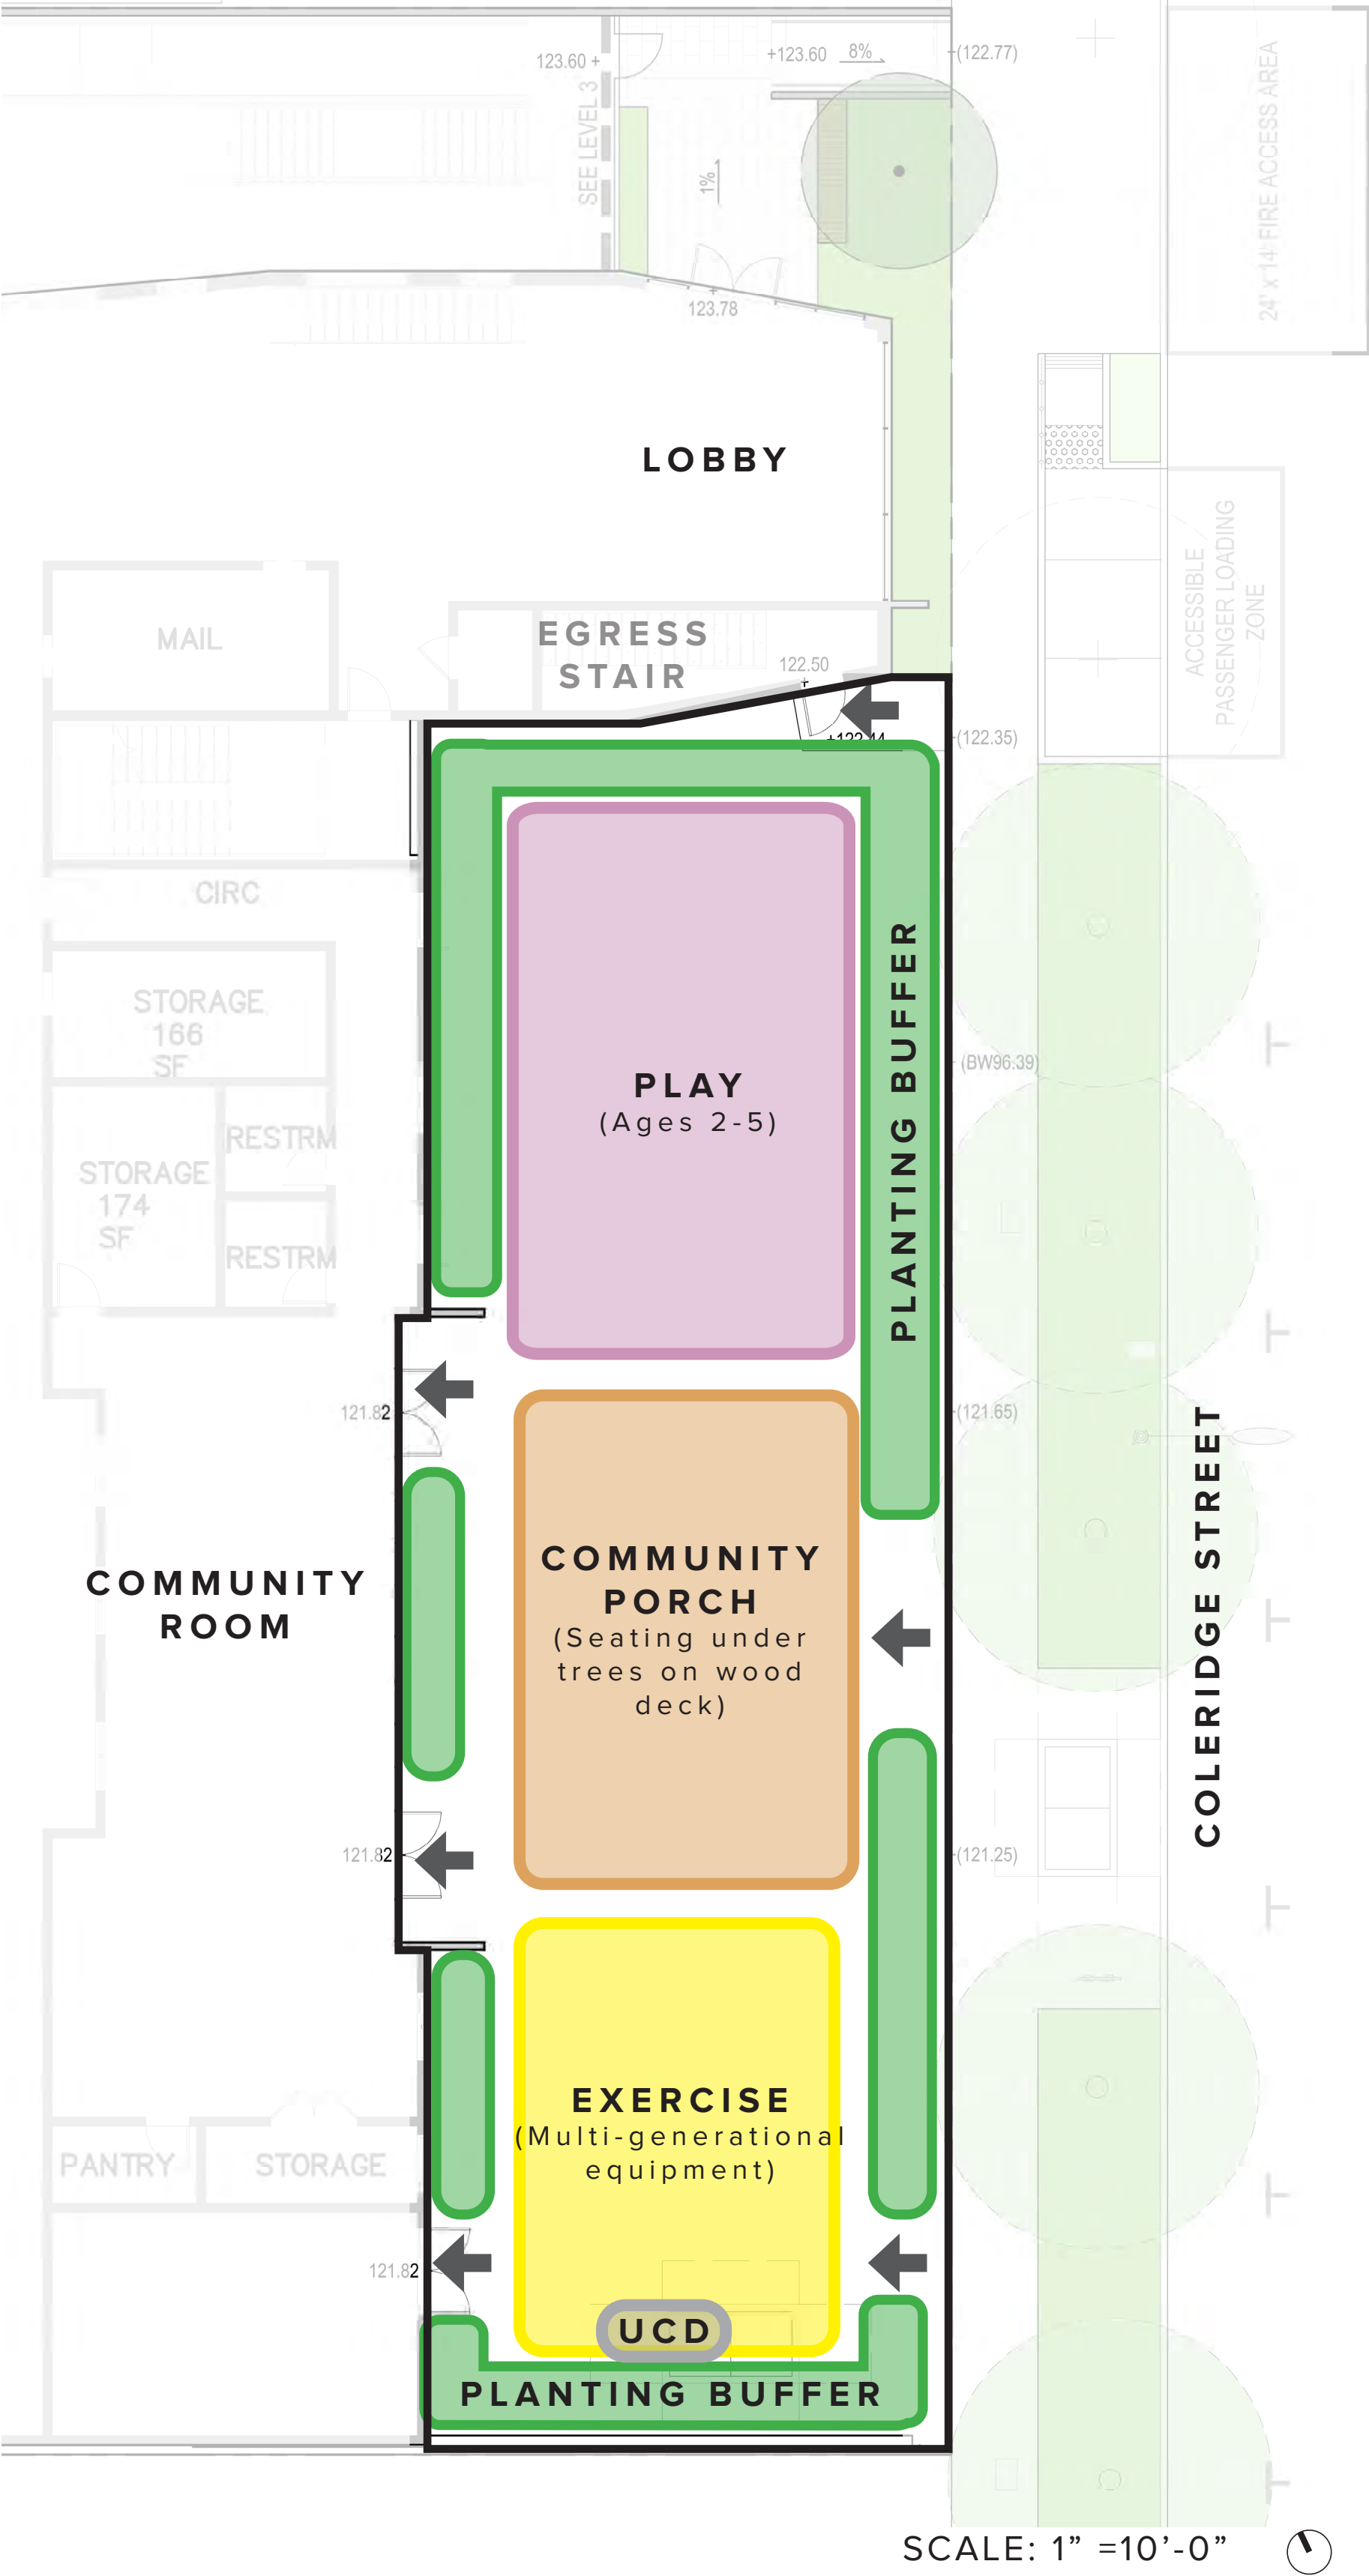 123.60 +
+123.60
8%
(122.77)
SEE LEVEL 3
1%
24' x 14' FIRE ACCESS AREA
123.78
LOBBY
ACCESSIBLE
PASSENGER LOADING
ZONE
MAIL
EGRESS
STAIR
122.50
+122.44
(122.35)
CIRC
STORAGE
166
SF
PLANTING BUFFER
(BW96.39)
PLAY
(Ages 2-5)
RESTRM
STORAGE
174
SF
RESTRM
121.82
(121.65)
COLERIDGE STREET
COMMUNITY
ROOM
COMMUNITY
PORCH
(Seating under
trees on wood
deck)
121.82
(121.25)
EXERCISE
(Multi-generational
equipment)
PANTRY
STORAGE
121.82
UCD
PLANTING BUFFER
SCALE: 1” =10’-0”